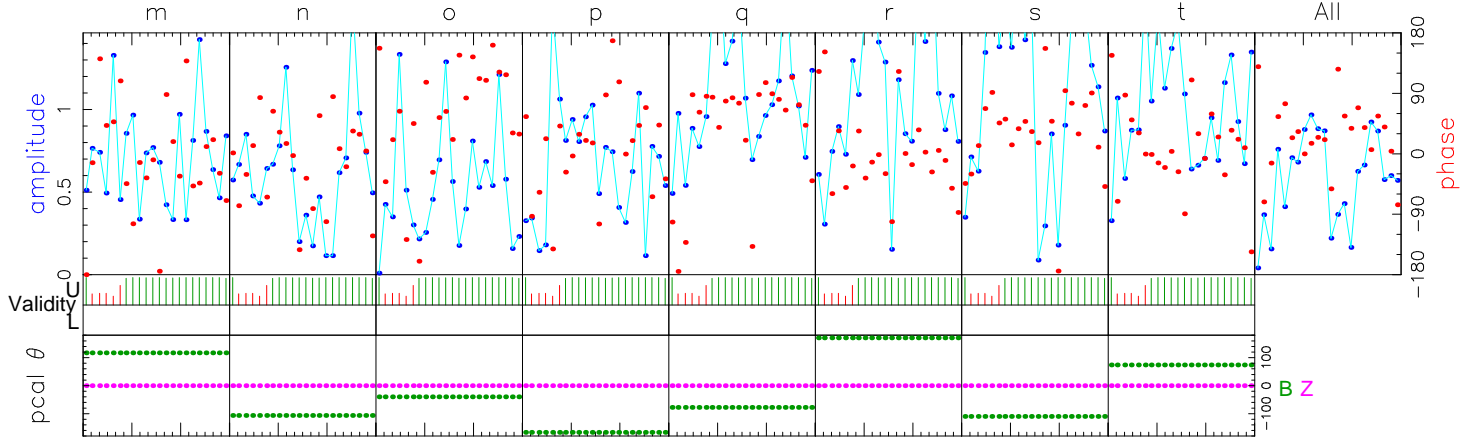 m n o p q r s t All
amplitude
1
0.5
0
180
90
0
−90
−180
phase
U
Validity
L
pcal θ
100
0
−100
B Z